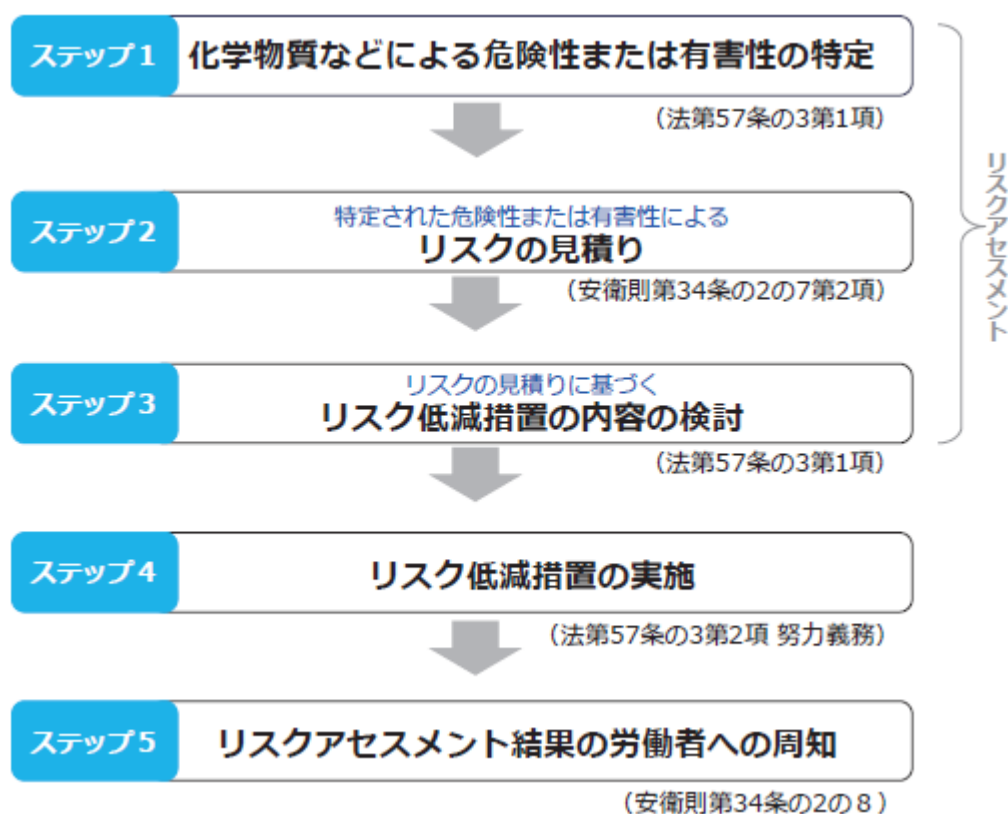 ステップ1
化学物質などによる危険性または有害性の特定
（法第57条の3第1項）
ステップ2
特定された危険性または有害性による
リスクの見積り
（安衛則第34条の2の7第2項）
ステップ3
リスクの見積りに基づく
リスク低減措置の内容の検討
（法第57条の3第1項）
ステップ4
リスク低減措置の実施
（法第57条の3第2項 努力義務）
ステップ5
リスクアセスメント結果の労働者への周知
（安衛則第34条の2の８）
リスクアセスメント